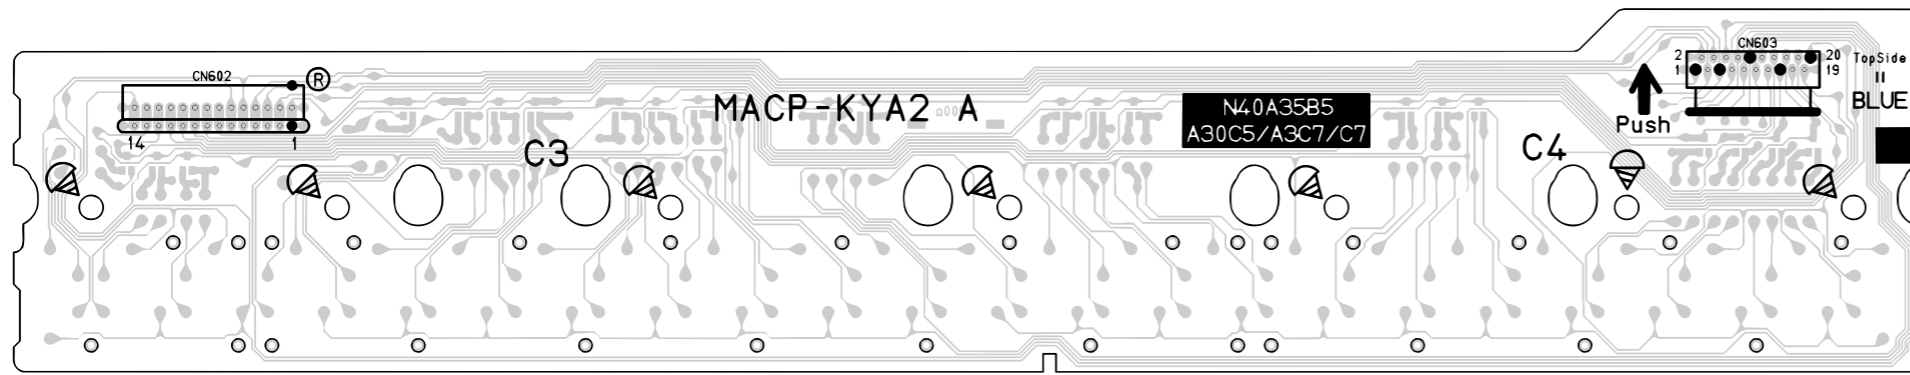 CN602
R
14
1
C3
MACP-KYA2 A
N40A35B5
A30C5/A3C7/C7
C4
Push
CN603
2
20
1
19
TopSide
=
BLUE